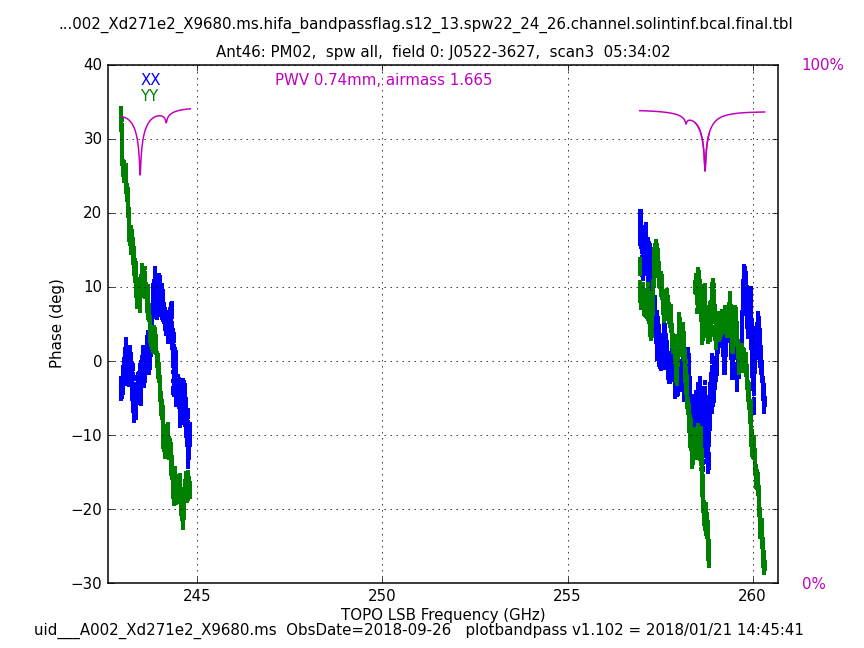 ...002_Xd271e2_X9680.ms.hifa_bandpassflag.s12_13.spw22_24_26.channel.solintinf.bcal.final.tbl
Ant46: PM02,  spw all,  field 0: J0522-3627,  scan3  05:34:02
40
100%
XX
PWV 0.74mm, airmass 1.665
YY
30
20
10
0
−10
−20
−30
0%
Phase (deg)
245
250
255
260
TOPO LSB Frequency (GHz)
uid___A002_Xd271e2_X9680.ms  ObsDate=2018-09-26   plotbandpass v1.102 = 2018/01/21 14:45:41